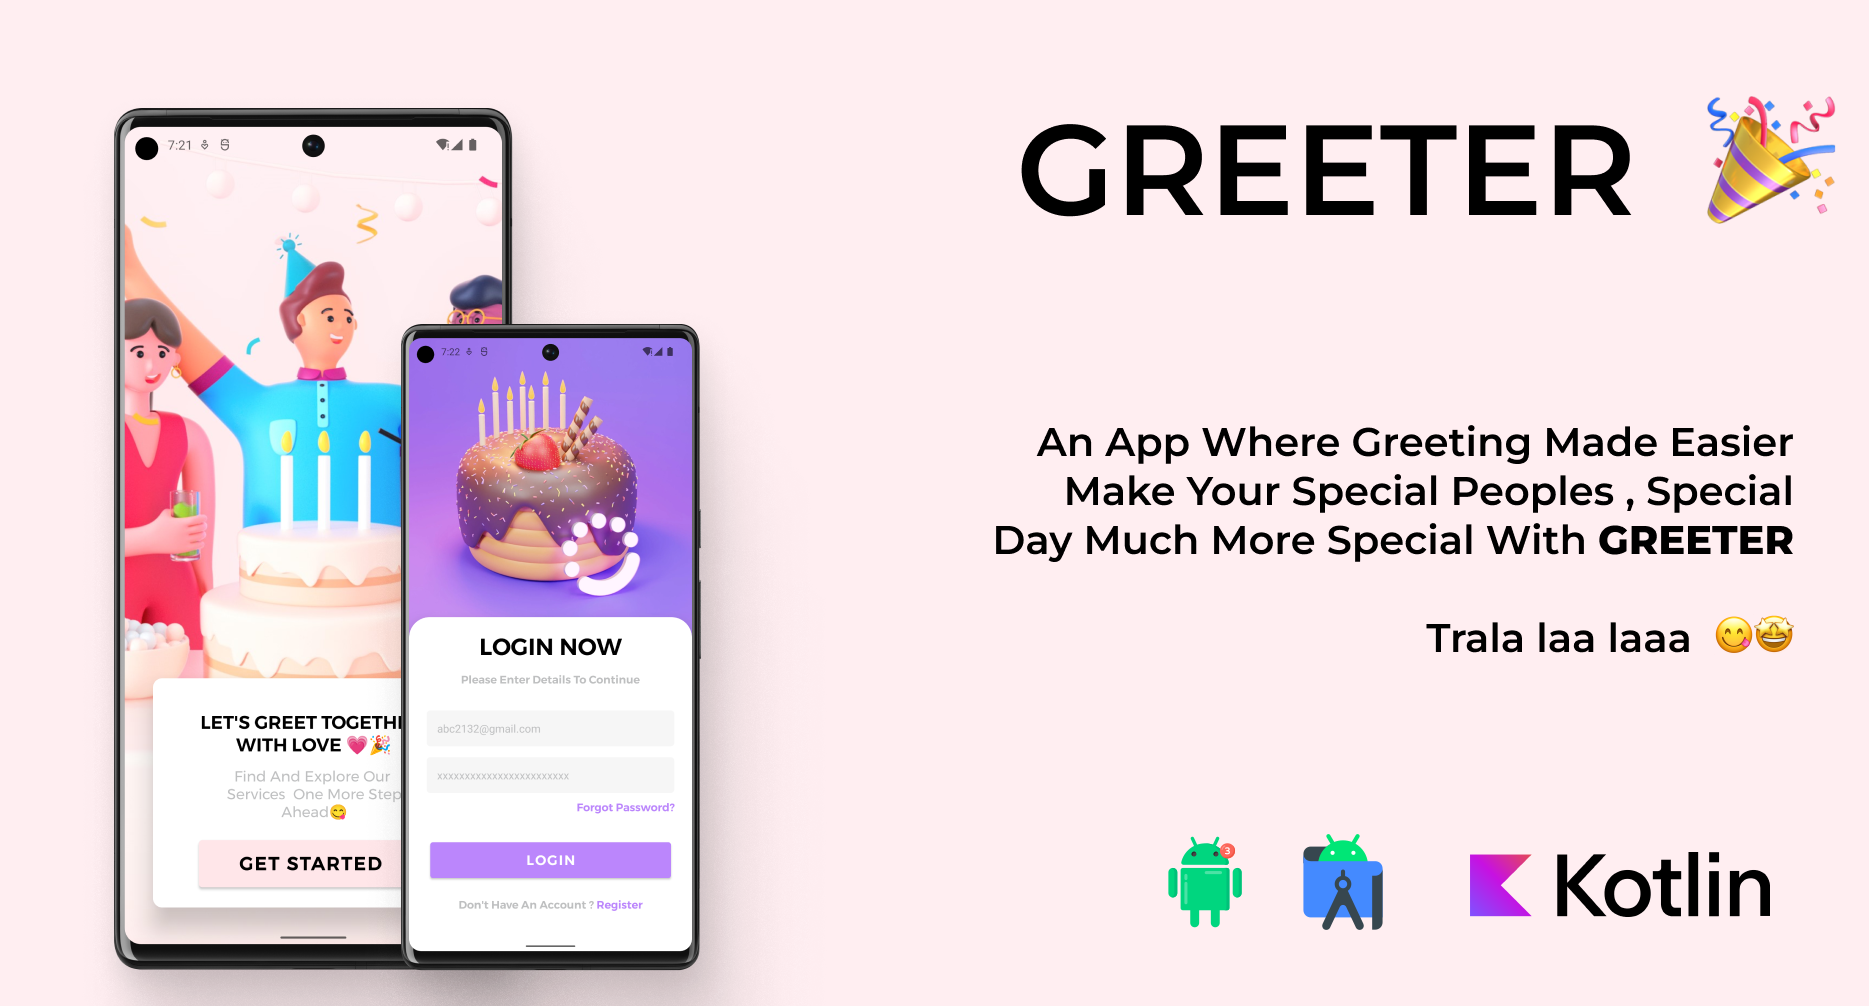 GREETER 🎉
An App Where Greeting Made Easier
Make Your Special Peoples , Special
Day Much More Special With GREETER
Trala laa laaa 😋🤩
7:21
LET'S GREET
WITH LOVE 💗🎉
Find And Explore Our
Services One More Step
Ahead😋
GET STARTED
7:22
LOGIN NOW
Please Enter Details To Continue
abc2132@gmail.com
xxxxxxxxxxxxxxxxxxxxxxxx
Forgot Password?
LOGIN
Don't Have An Account ? Register
3
Kotlin